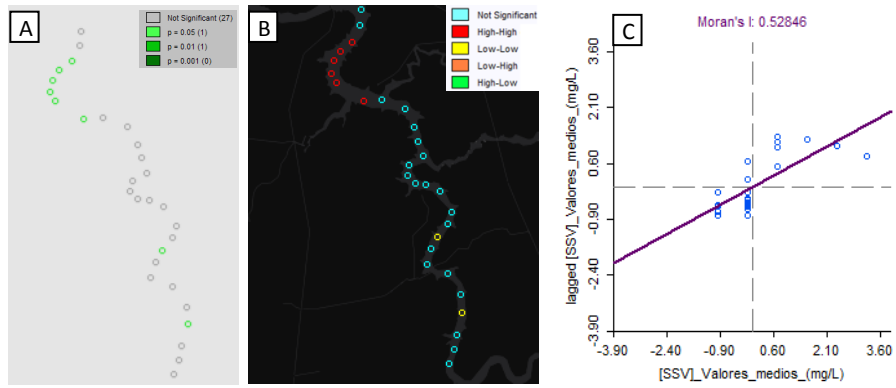 A
Not Significant (27)
p = 0.05 (1)
p = 0.01 (1)
p = 0.001 (0)
B
Not Significant
High-High
Low-Low
Low-High
High-Low
C
Moran's I: 0.52846
3.60
2.10
0.60
-0.90
-2.40
-3.90
lagged [SSV]_Valores_medios_(mg/L)
-3.90 -2.40 -0.90 0.60 2.10 3.60
[SSV]_Valores_medios_(mg/L)